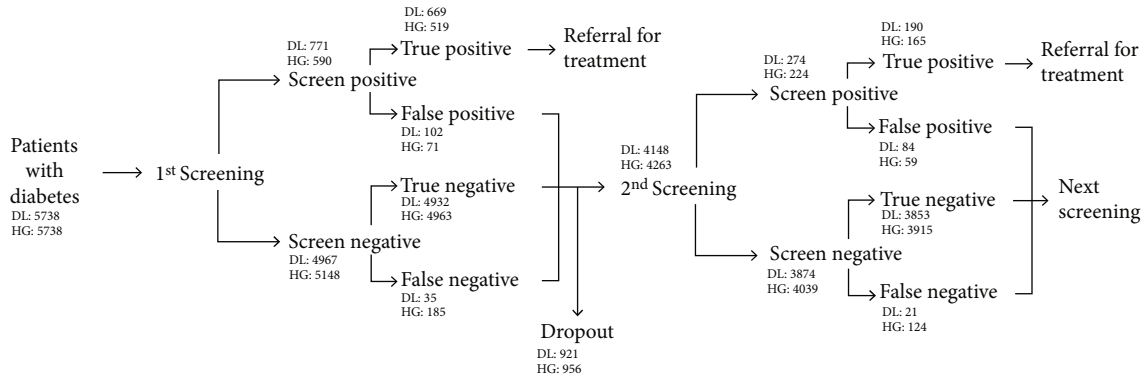 Patients
with
diabetes
DL: 5738
HG: 5738
1st Screening
DL: 771
HG: 590
Screen positive
DL: 669
HG: 519
True positive
Referral for
treatment
False positive
DL: 102
HG: 71
True negative
DL: 4932
HG: 4963
Screen negative
DL: 4967
HG: 5148
False negative
DL: 35
HG: 185
Dropout
DL: 921
HG: 956
DL: 4148
HG: 4263
2nd Screening
DL: 274
HG: 224
Screen positive
DL: 190
HG: 165
True positive
Referral for
treatment
False positive
DL: 84
HG: 59
True negative
DL: 3853
HG: 3915
Screen negative
DL: 3874
HG: 4039
False negative
DL: 21
HG: 124
Next
screening